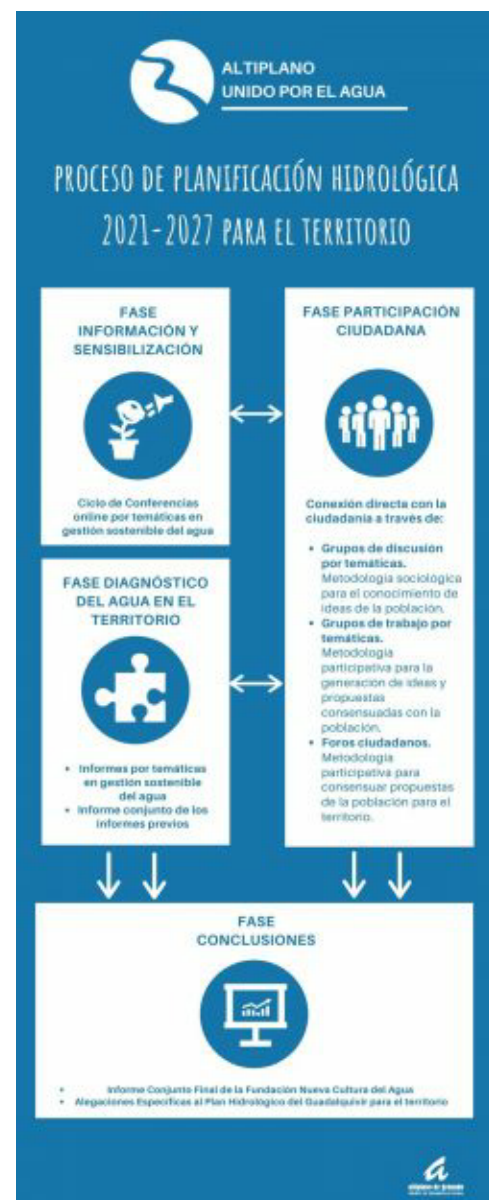 ALTIPLANO
UNIDO POR EL AGUA
PROCESO DE PLANIFICACIÓN HIDROLÓGICA
2021-2027 PARA EL TERRITORIO
FASE
INFORMACIÓN Y
SENSIBILIZACIÓN
Ciclo de Conferencias
online por temáticas en
gestión sostenible del agua
FASE DIAGNÓSTICO
DEL AGUA EN EL
TERRITORIO
• Informes por temáticas
en gestión sostenible
del agua
• Informe conjunto de los
informes previos
FASE PARTICIPACIÓN
CIUDADANA
Conexión directa con la
ciudadanía a través de:
• Grupos de discusión
por temáticas.
Metodología sociológica
para el conocimiento de
ideas de la población.
• Grupos de trabajo por
temáticas.
Metodología
participativa para la
generación de ideas y
propuestas
consensuadas con la
población.
• Foros ciudadanos.
Metodología
participativa para
consensuar propuestas
de la población para el
territorio.
FASE
CONCLUSIONES
• Informe Conjunto Final de la Fundación Nueva Cultura del Agua
• Alegaciones Específicas al Plan Hidrológico del Guadalquivir para el territorio
a
altiplano de granada